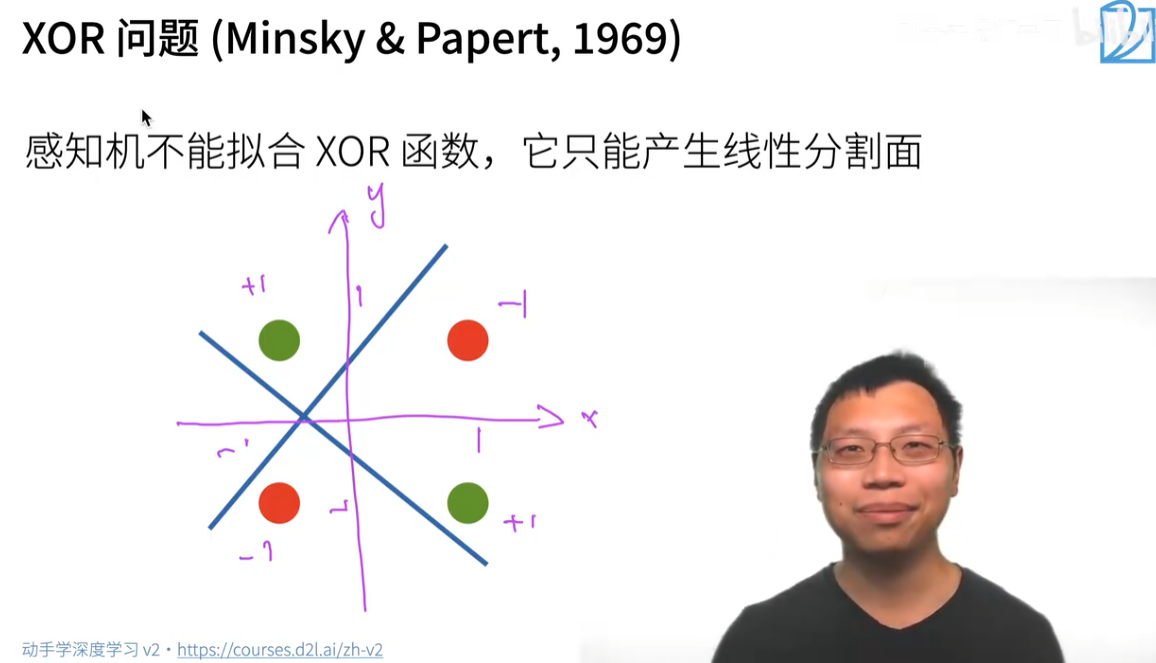 XOR 问题 (Minsky & Papert, 1969)
感知机不能拟合 XOR 函数，它只能产生线性分割面
y
+1
1
-1
x
-1
1
-1
+1
-1
动手学深度学习 v2 · https://courses.d2l.ai/zh-v2